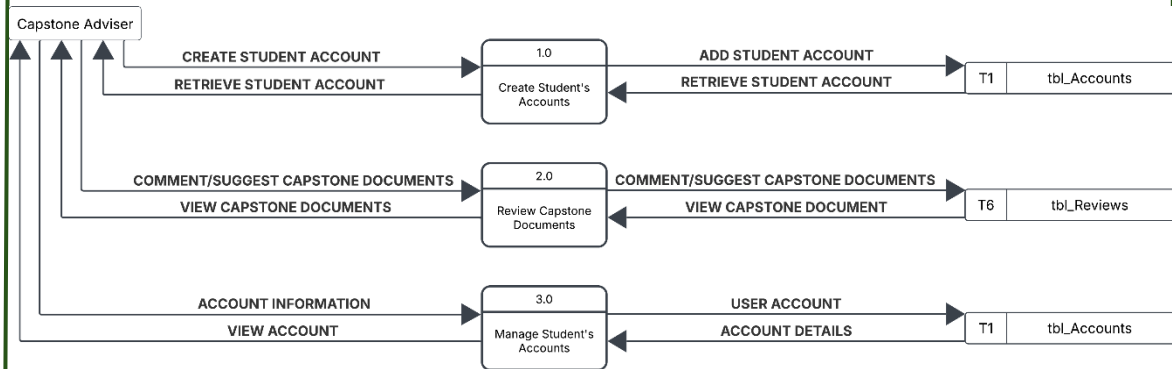 Capstone Adviser
CREATE STUDENT ACCOUNT
RETRIEVE STUDENT ACCOUNT
1.0
Create Student's
Accounts
ADD STUDENT ACCOUNT
RETRIEVE STUDENT ACCOUNT
T1
tbl_Accounts
COMMENT/SUGGEST CAPSTONE DOCUMENTS
VIEW CAPSTONE DOCUMENTS
2.0
Review Capstone
Documents
COMMENT/SUGGEST CAPSTONE DOCUMENTS
VIEW CAPSTONE DOCUMENT
T6
tbl_Reviews
ACCOUNT INFORMATION
VIEW ACCOUNT
3.0
Manage Student's
Accounts
USER ACCOUNT
ACCOUNT DETAILS
T1
tbl_Accounts